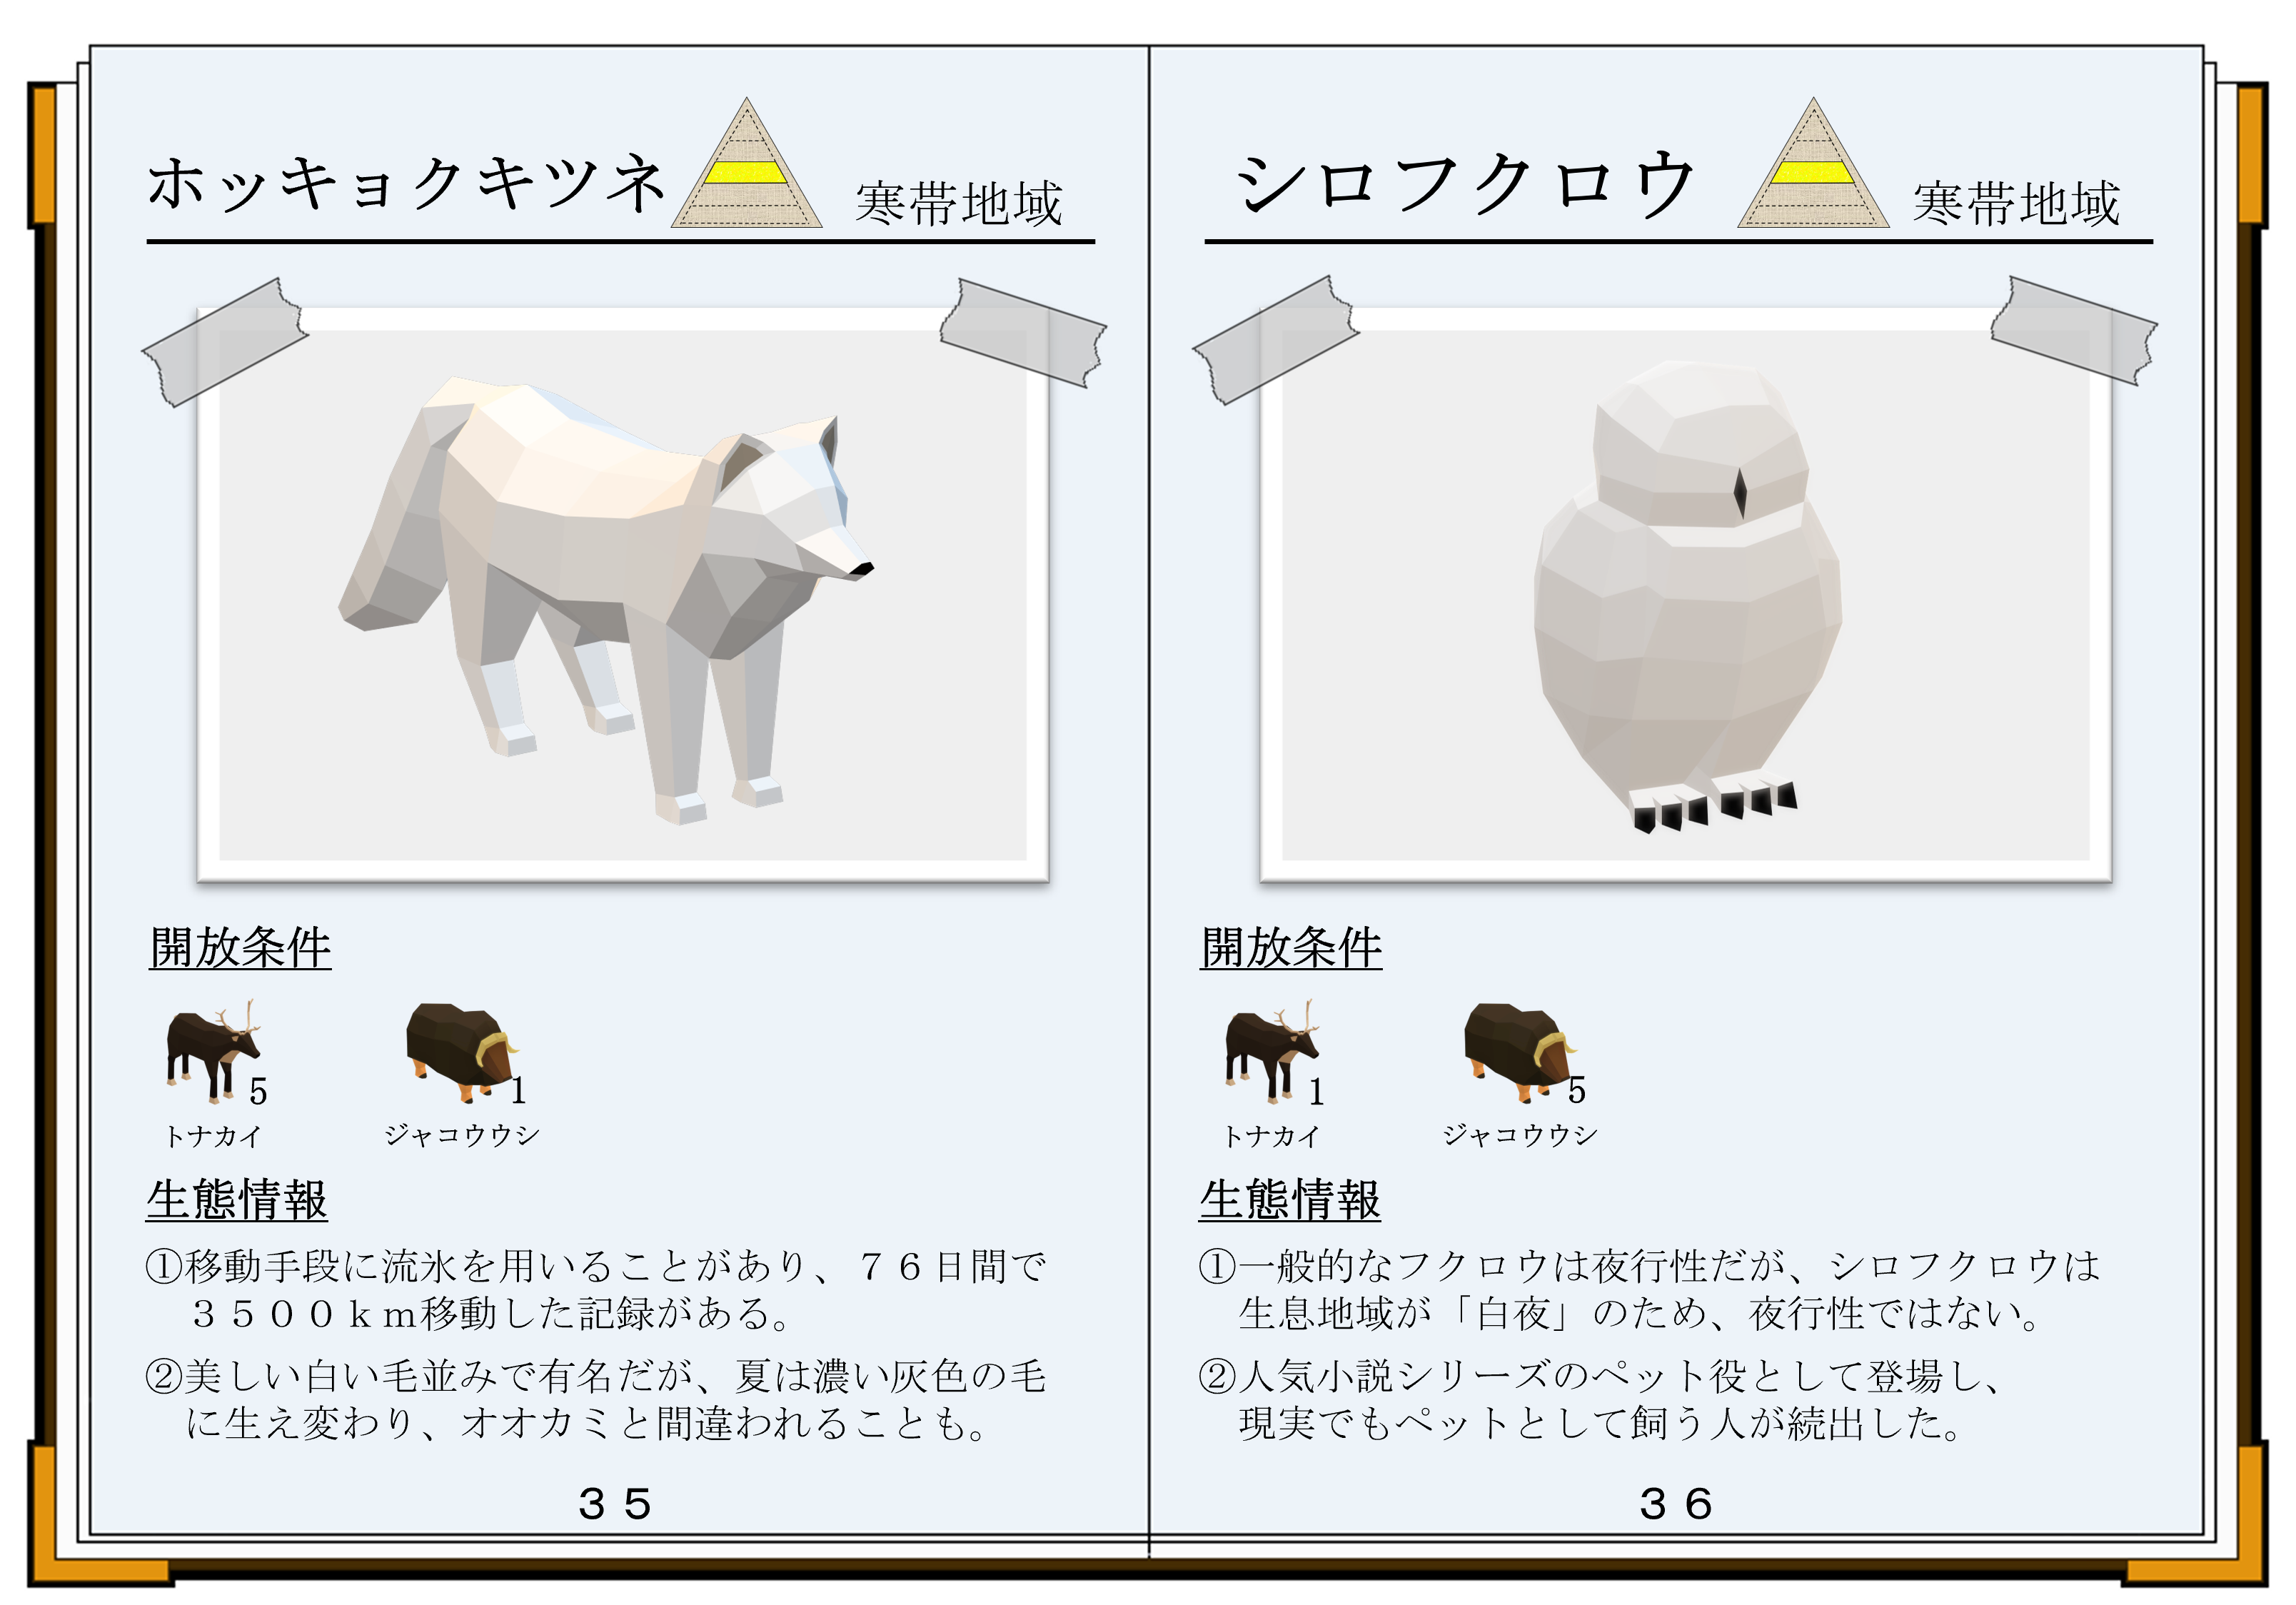 ホッキョクキツネ
寒帯地域
開放条件
5
1
トナカイ
ジャコウウシ
生態情報
①移動手段に流氷を用いることがあり、７６日間で
３５００ｋｍ移動した記録がある。
②美しい白い毛並みで有名だが、夏は濃い灰色の毛
に生え変わり、オオカミと間違われることも。
３５
シロフクロウ
寒帯地域
開放条件
1
5
トナカイ
ジャコウウシ
生態情報
①一般的なフクロウは夜行性だが、シロフクロウは
生息地域が「白夜」のため、夜行性ではない。
②人気小説シリーズのペット役として登場し、
現実でもペットとして飼う人が続出した。
３６